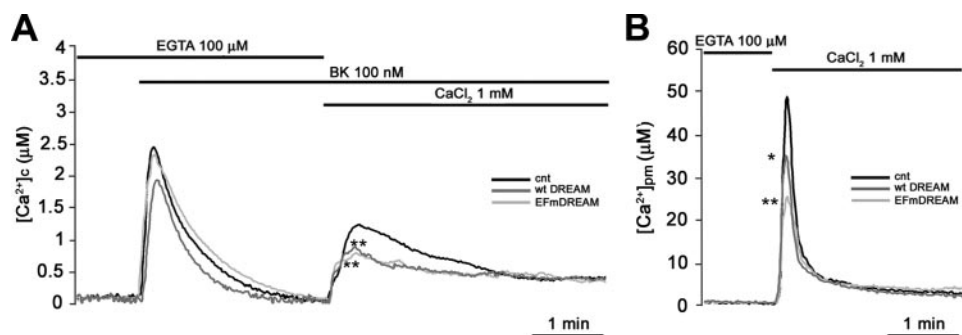 A
EGTA 100 µM
BK 100 nM
CaCl₂ 1 mM
[Ca²⁺]c (µM)
4
3.5
3
2.5
2
1.5
1
0.5
0
cnt
wt DREAM
EFmDREAM
**
**
1 min
B
EGTA 100 µM
CaCl₂ 1 mM
[Ca²⁺]pm (µM)
60
50
40
30
20
10
0
cnt
wt DREAM
EFmDREAM
*
**
1 min